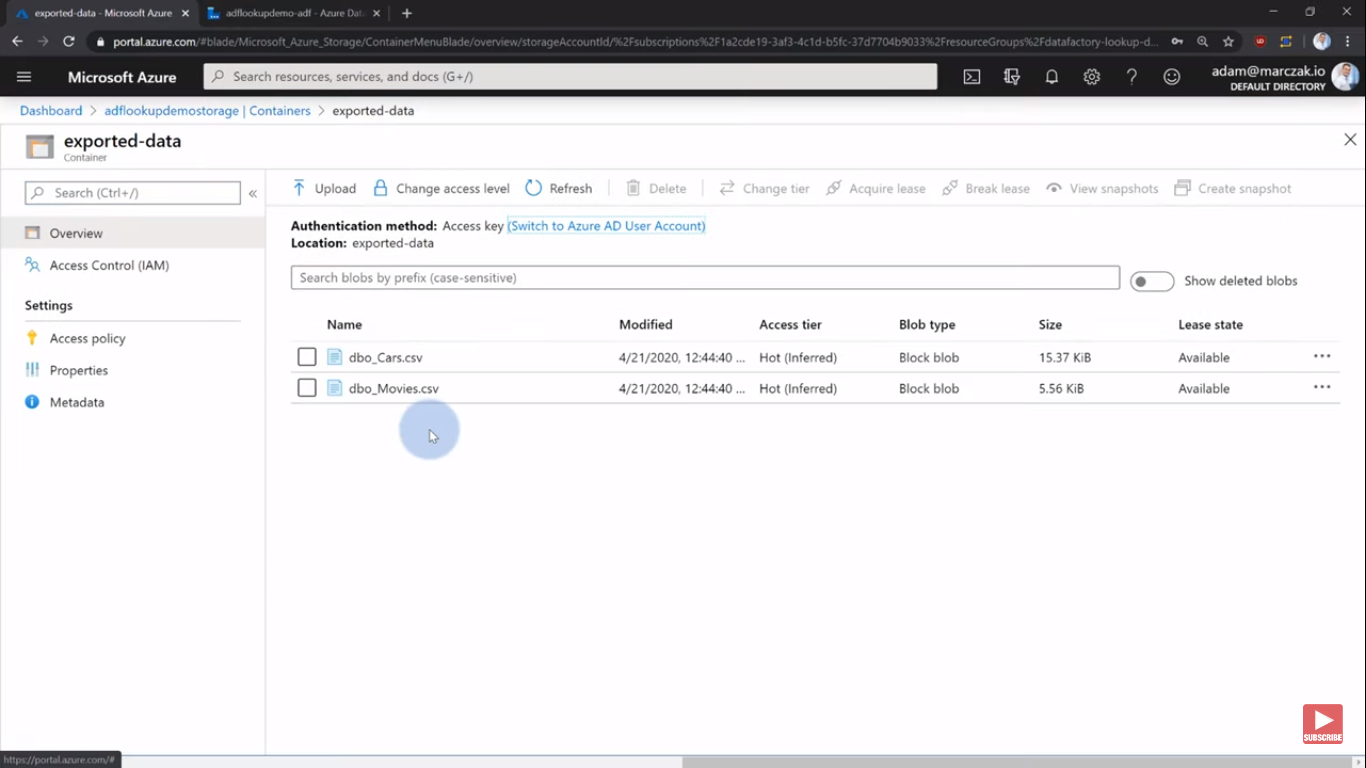 exported-data - Microsoft Azure
adflookupdemo-adf - Azure Data
portal.azure.com/#blade/Microsoft_Azure_Storage/ContainerMenuBlade/overview/storageAccountId/%2Fsubscriptions%2F1a2cde19-3af3-4c1d-b5fc-37d7704b9033%2FresourceGroups%2Fdatafactory-lookup-d...
Microsoft Azure
Search resources, services, and docs (G+/)
adam@marczak.io
DEFAULT DIRECTORY
Dashboard > adflookupdemostorage | Containers > exported-data
exported-data
Container
Search (Ctrl+/)
«
Overview
Access Control (IAM)
Settings
Access policy
Properties
Metadata
Upload Change access level Refresh Delete Change tier Acquire lease Break lease View snapshots Create snapshot
Authentication method: Access key (Switch to Azure AD User Account)
Location: exported-data
Search blobs by prefix (case-sensitive)
Show deleted blobs
Name Modified Access tier Blob type Size Lease state
dbo_Cars.csv 4/21/2020, 12:44:40 ... Hot (Inferred) Block blob 15.37 KiB Available
dbo_Movies.csv 4/21/2020, 12:44:40 ... Hot (Inferred) Block blob 5.56 KiB Available
SUBSCRIBE
https://portal.azure.com/#